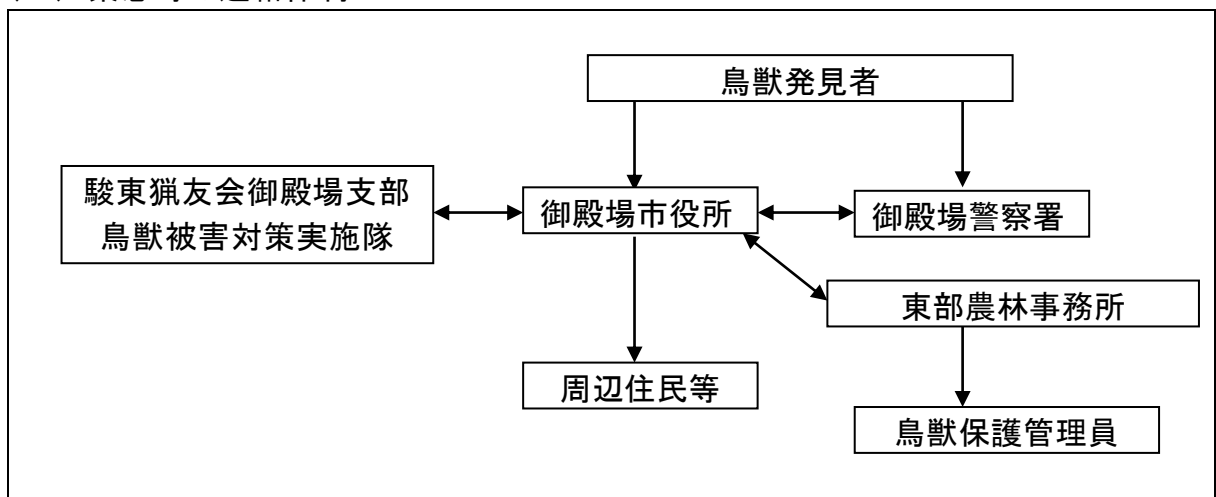 鳥獣発見者
駿東猟友会御殿場支部
鳥獣被害対策実施隊
御殿場市役所
御殿場警察署
東部農林事務所
周辺住民等
鳥獣保護管理員